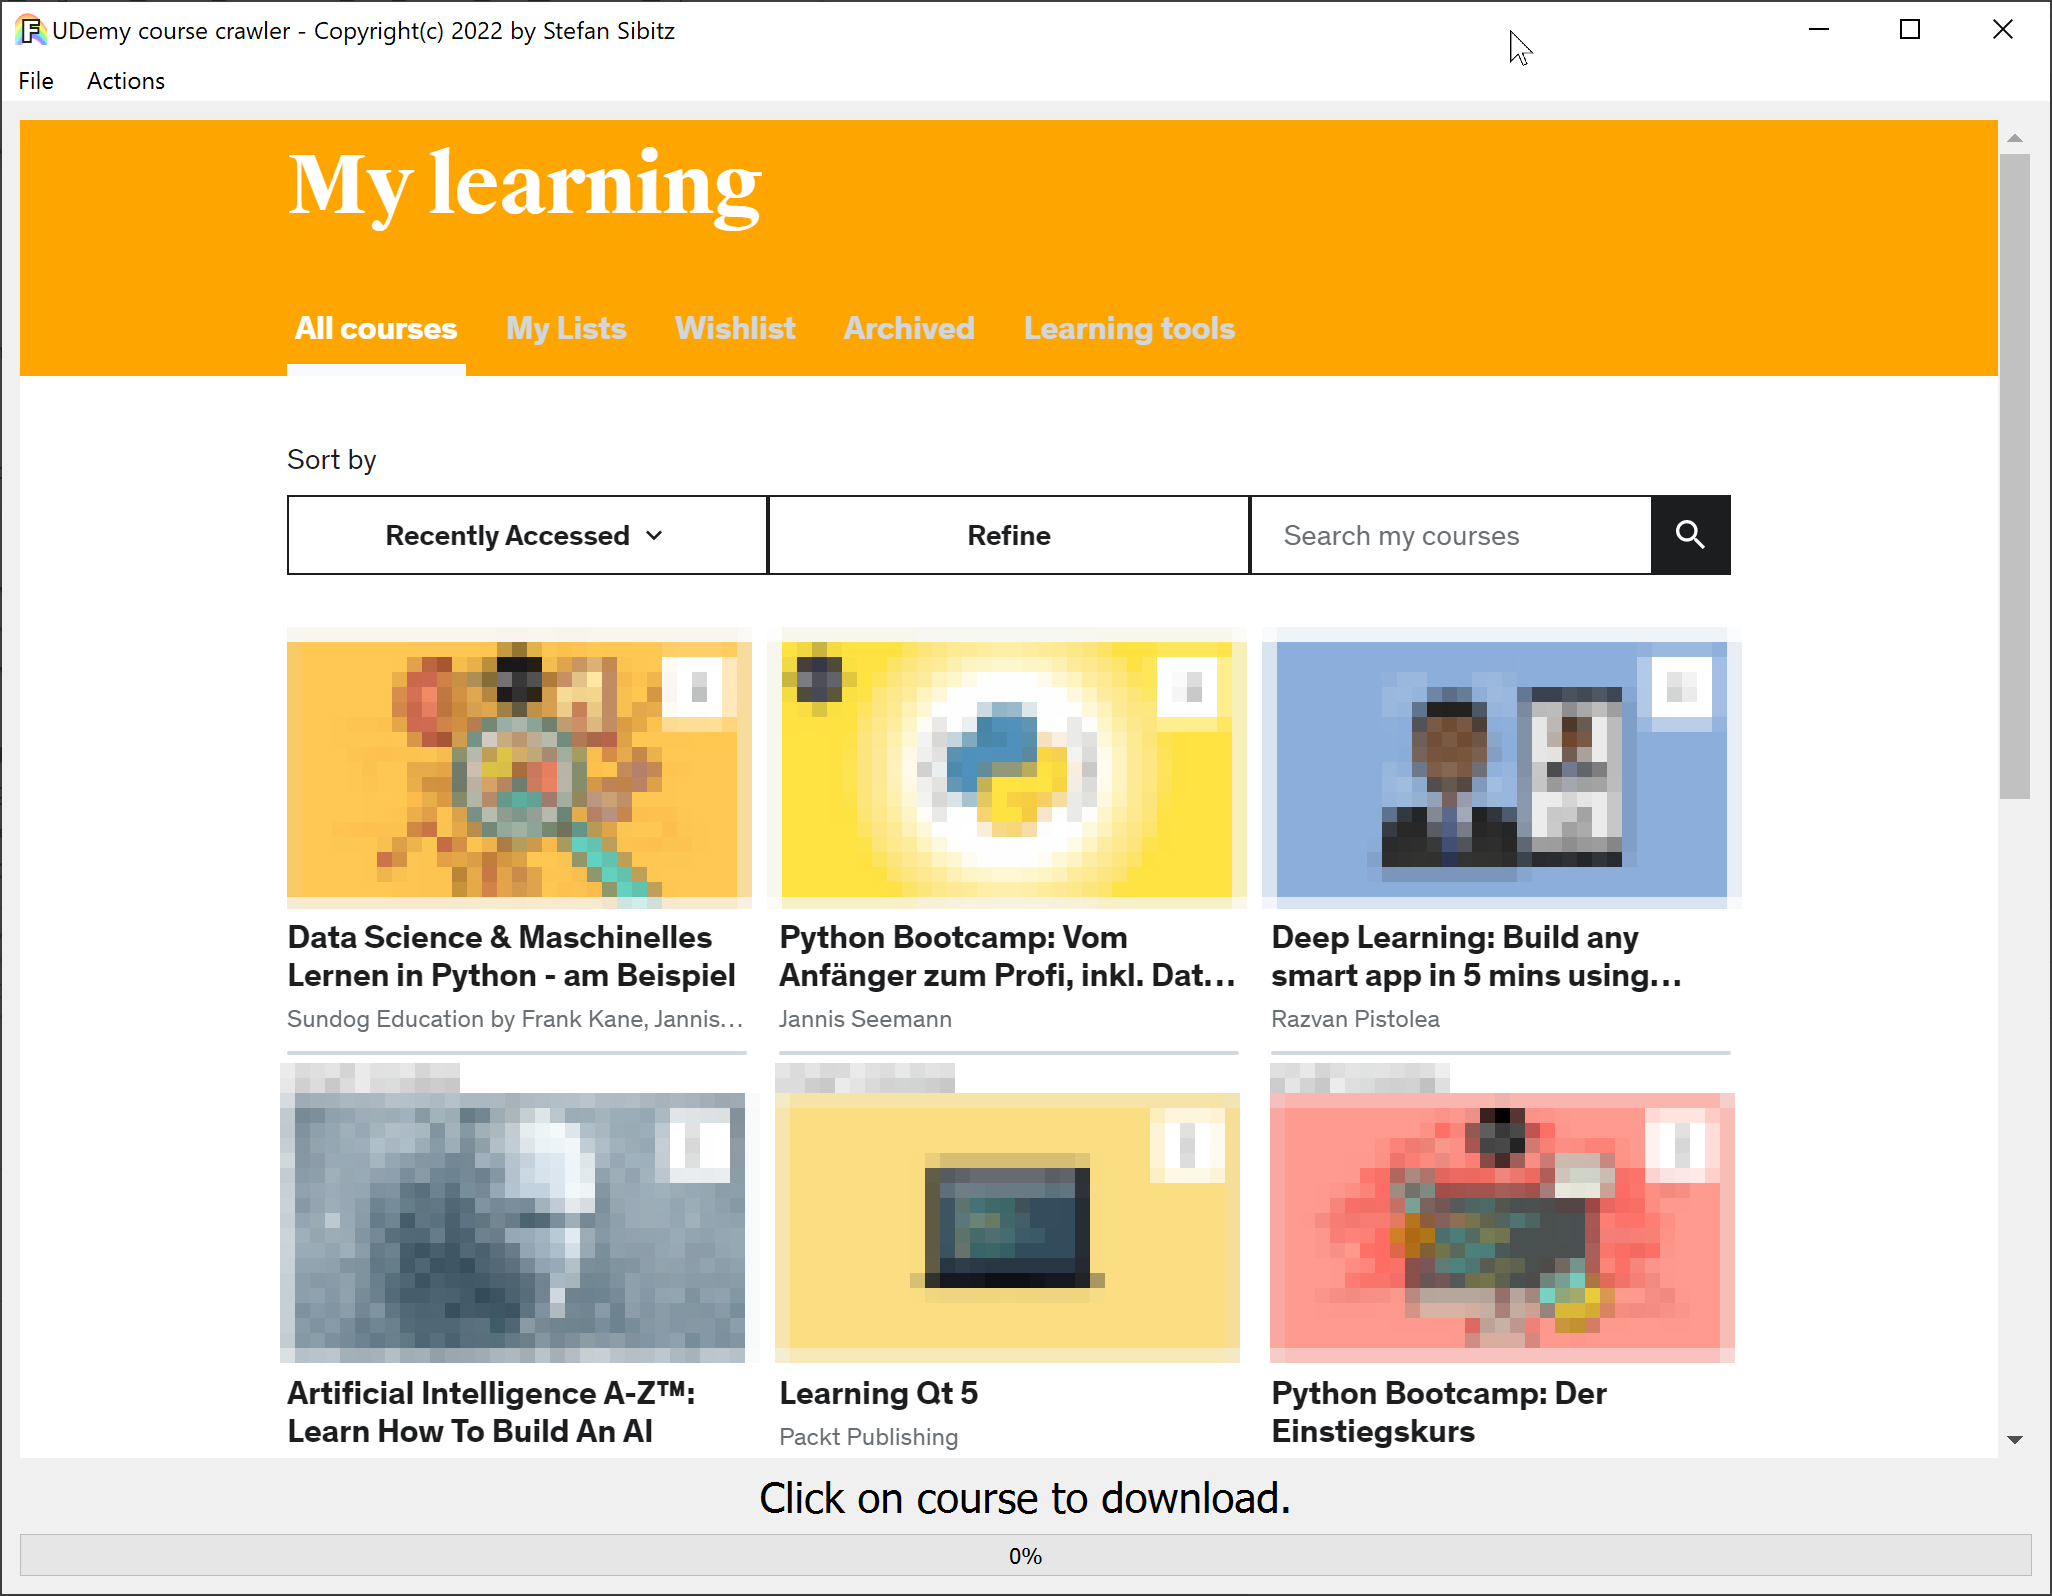 UDemy course crawler - Copyright(c) 2022 by Stefan Sibitz
File Actions
My learning
All courses My Lists Wishlist Archived Learning tools
Sort by
Recently Accessed Refine Search my courses
Data Science & Maschinelles
Lernen in Python - am Beispiel
Sundog Education by Frank Kane, Jannis...
Python Bootcamp: Vom
Anfänger zum Profi, inkl. Dat...
Jannis Seemann
Deep Learning: Build any
smart app in 5 mins using...
Razvan Pistolea
Artificial Intelligence A-Z™:
Learn How To Build An AI
Learning Qt 5
Packt Publishing
Python Bootcamp: Der
Einstiegskurs
Click on course to download.
0%